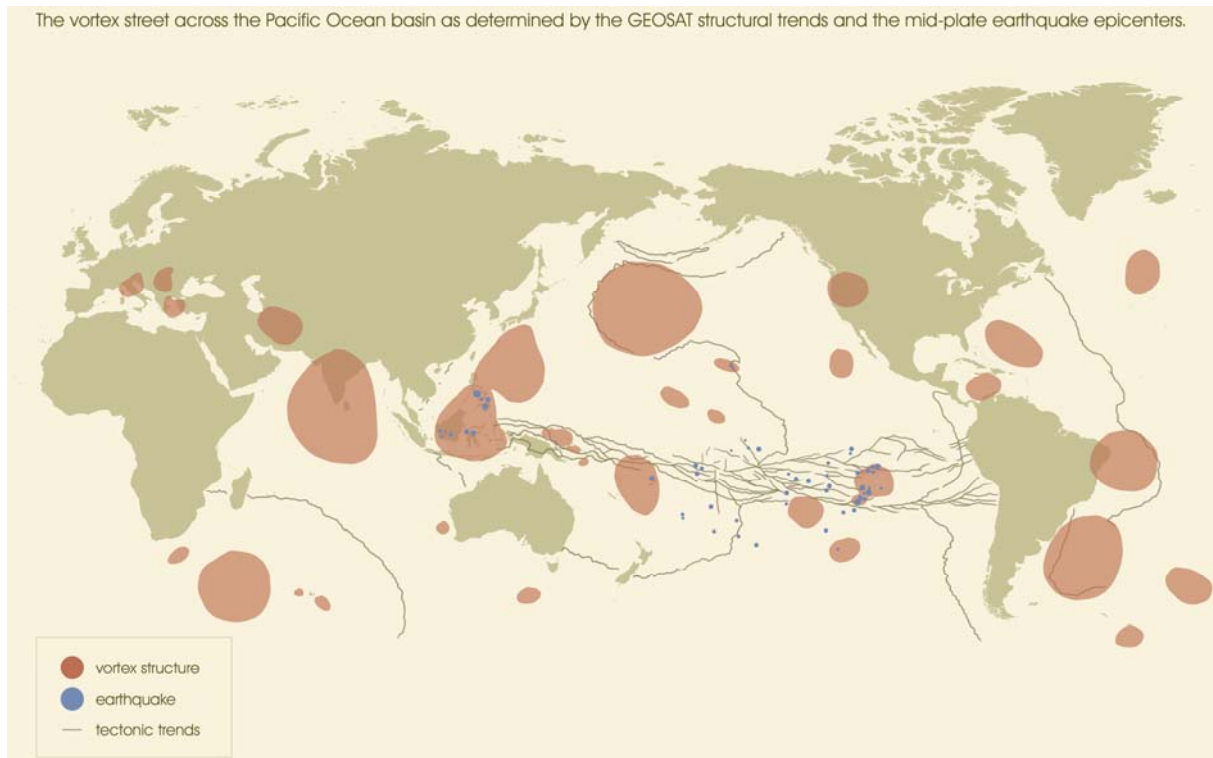 The vortex street across the Pacific Ocean basin as determined by the GEOSAT structural trends and the mid-plate earthquake epicenters.
vortex structure
earthquake
tectonic trends